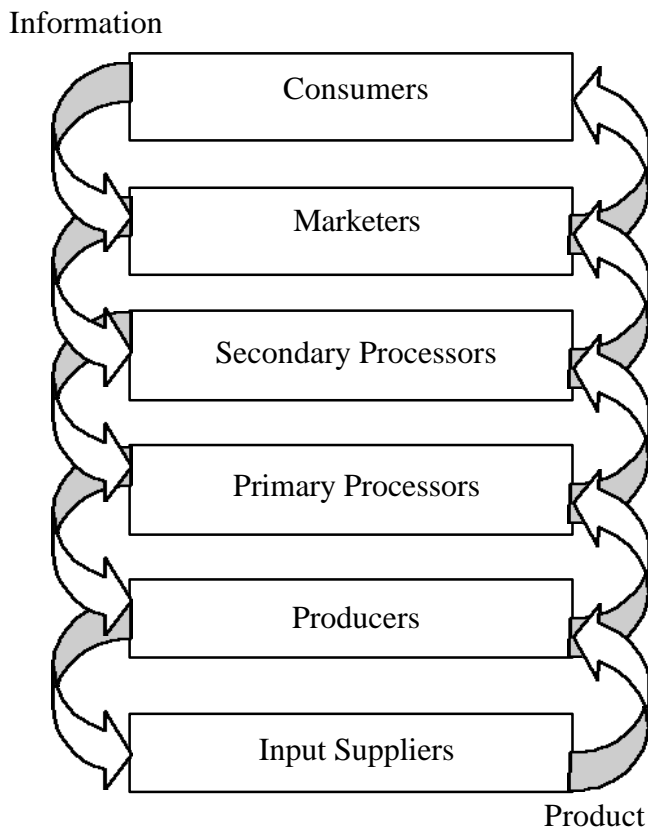 Information
Consumers
Marketers
Secondary Processors
Primary Processors
Producers
Input Suppliers
Product